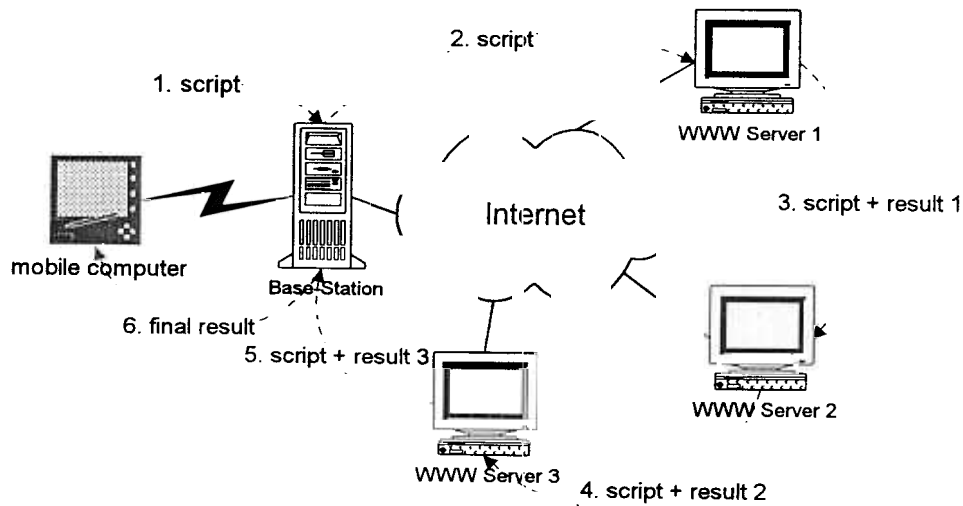 2. script
1. script
WWW Server 1
Internet
3. script + result 1
mobile computer
Base-Station
6. final result
5. script + result 3
WWW Server 2
WWW Server 3
4. script + result 2